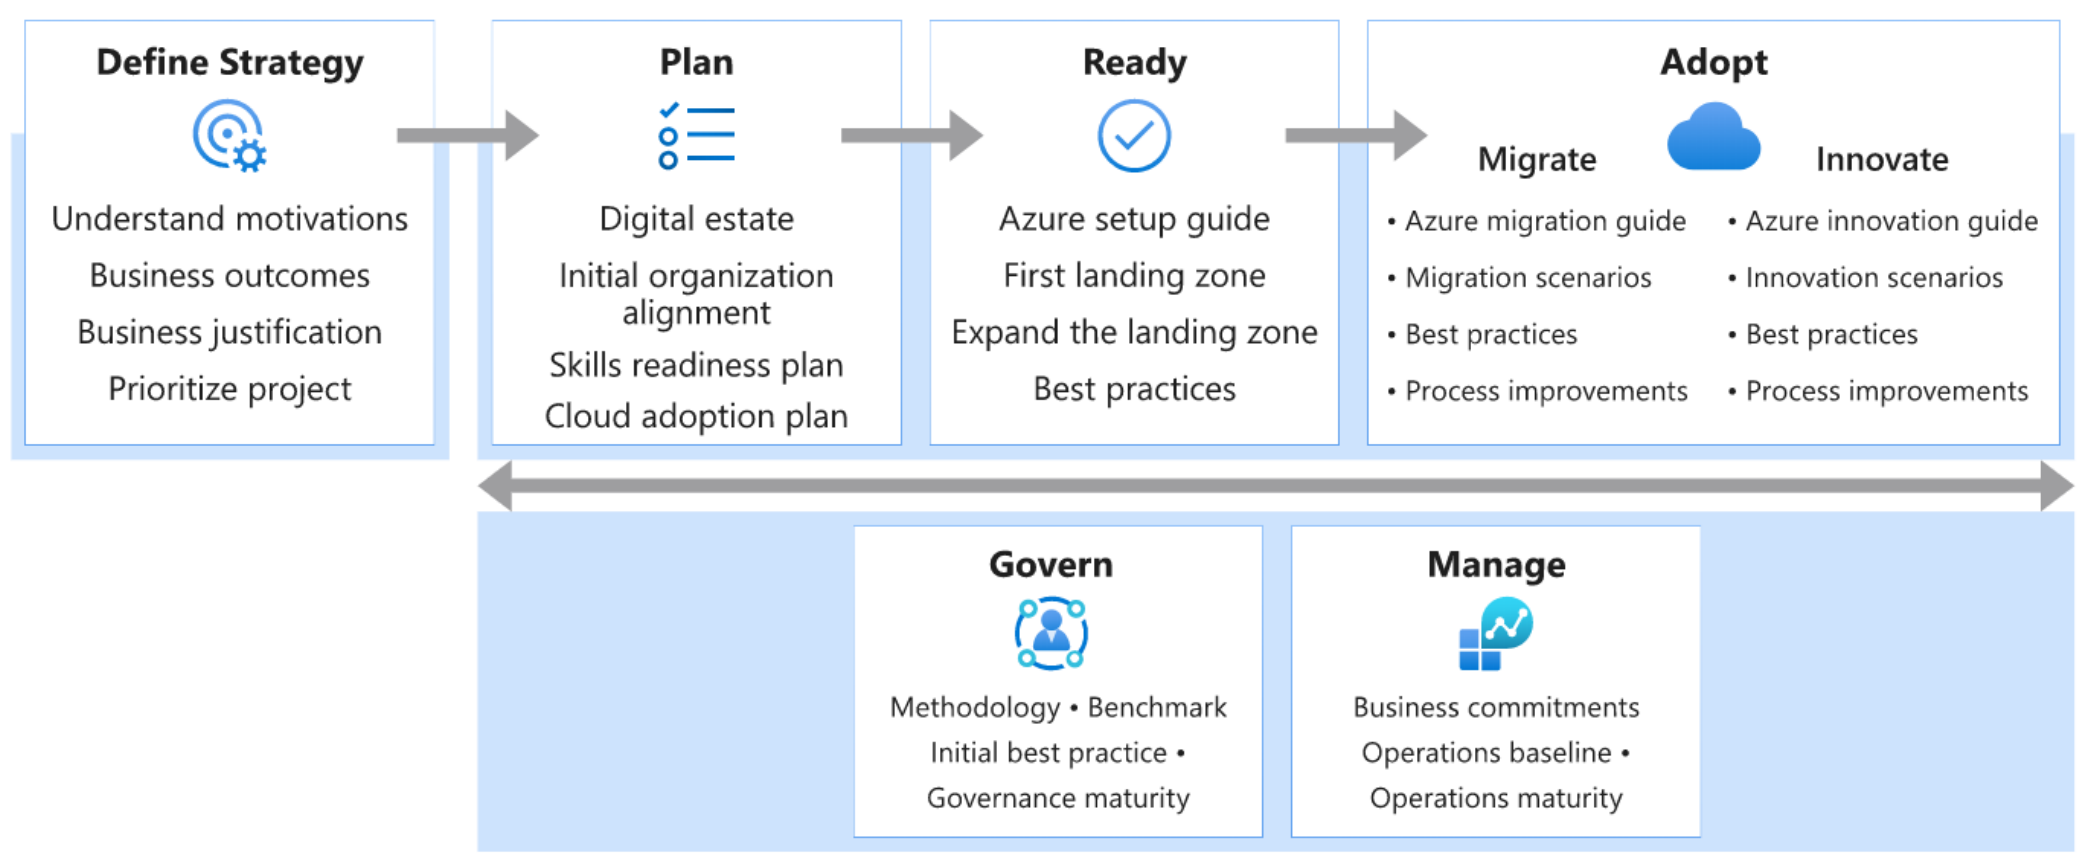 Define Strategy
Understand motivations
Business outcomes
Business justification
Prioritize project
Plan
Digital estate
Initial organization
alignment
Skills readiness plan
Cloud adoption plan
Ready
Azure setup guide
First landing zone
Expand the landing zone
Best practices
Adopt
Migrate
• Azure migration guide
• Migration scenarios
• Best practices
• Process improvements
Innovate
• Azure innovation guide
• Innovation scenarios
• Best practices
• Process improvements
Govern
Methodology • Benchmark
Initial best practice •
Governance maturity
Manage
Business commitments
Operations baseline •
Operations maturity